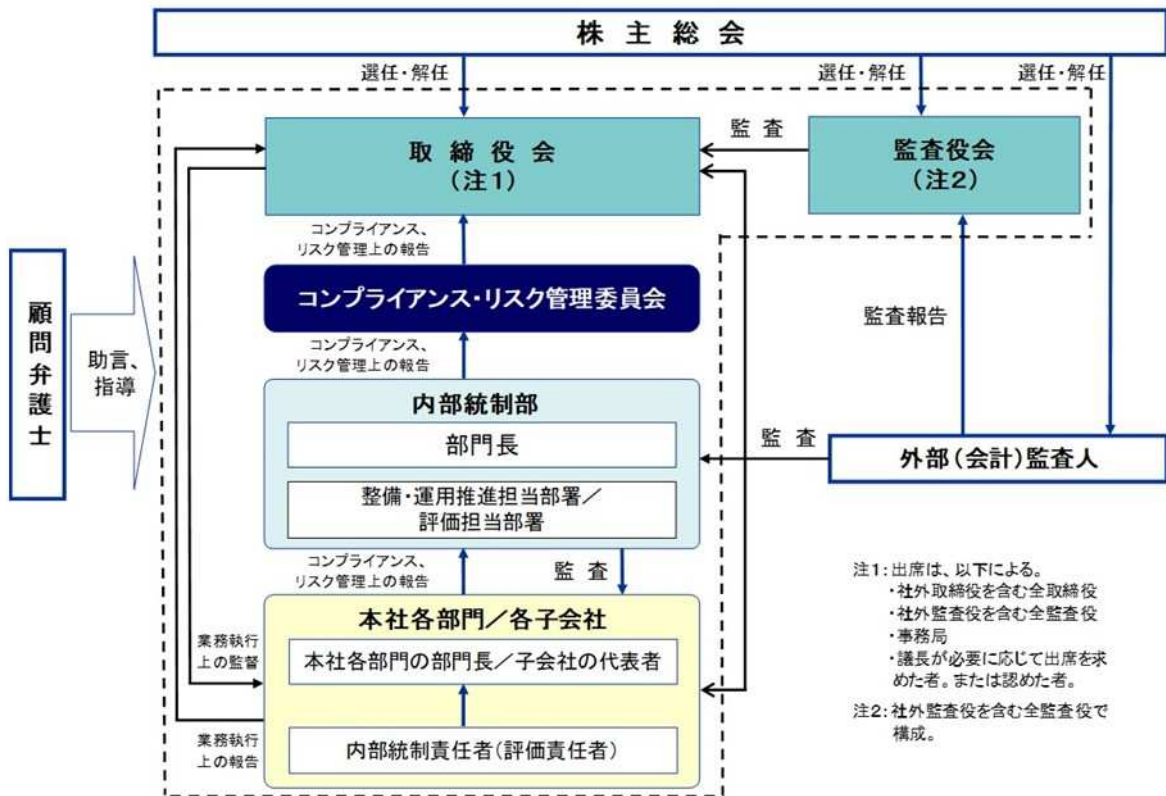 株主総会
選任・解任
選任・解任
選任・解任
取締役会
(注1)
監査
監査役会
(注2)
コンプライアンス、
リスク管理上の報告
コンプライアンス・リスク管理委員会
コンプライアンス、
リスク管理上の報告
顧問弁護士
助言、
指導
監査報告
内部統制部
部門長
整備・運用推進担当部署／
評価担当部署
監査
外部(会計)監査人
コンプライアンス、
リスク管理上の報告
監査
本社各部門／各子会社
本社各部門の部門長／子会社の代表者
内部統制責任者(評価責任者)
業務執行
上の監督
業務執行
上の報告
注1：出席は、以下による。
・社外取締役を含む全取締役
・社外監査役を含む全監査役
・事務局
・議長が必要に応じて出席を求
めた者。または認めた者。
注2：社外監査役を含む全監査役で
構成。